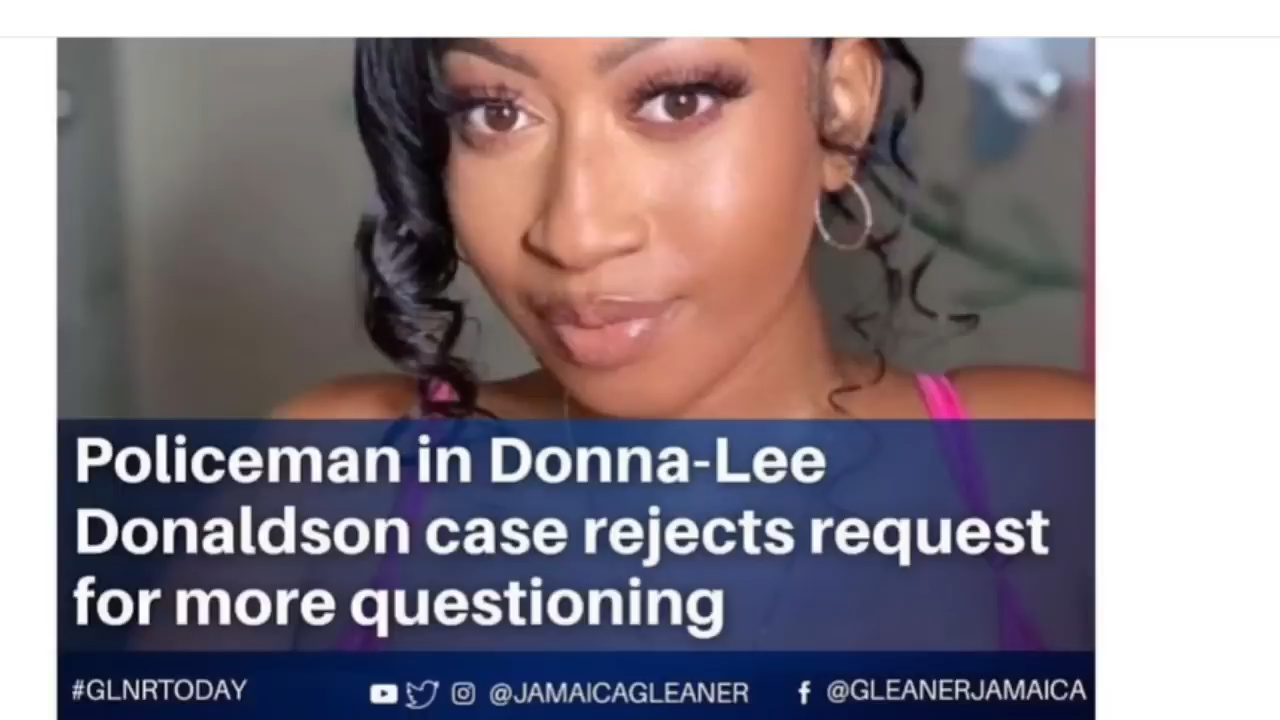 Policeman in Donna-Lee
Donaldson case rejects request
for more questioning
#GLNRTODAY @JAMAICAGLEANER @GLEANERJAMAICA